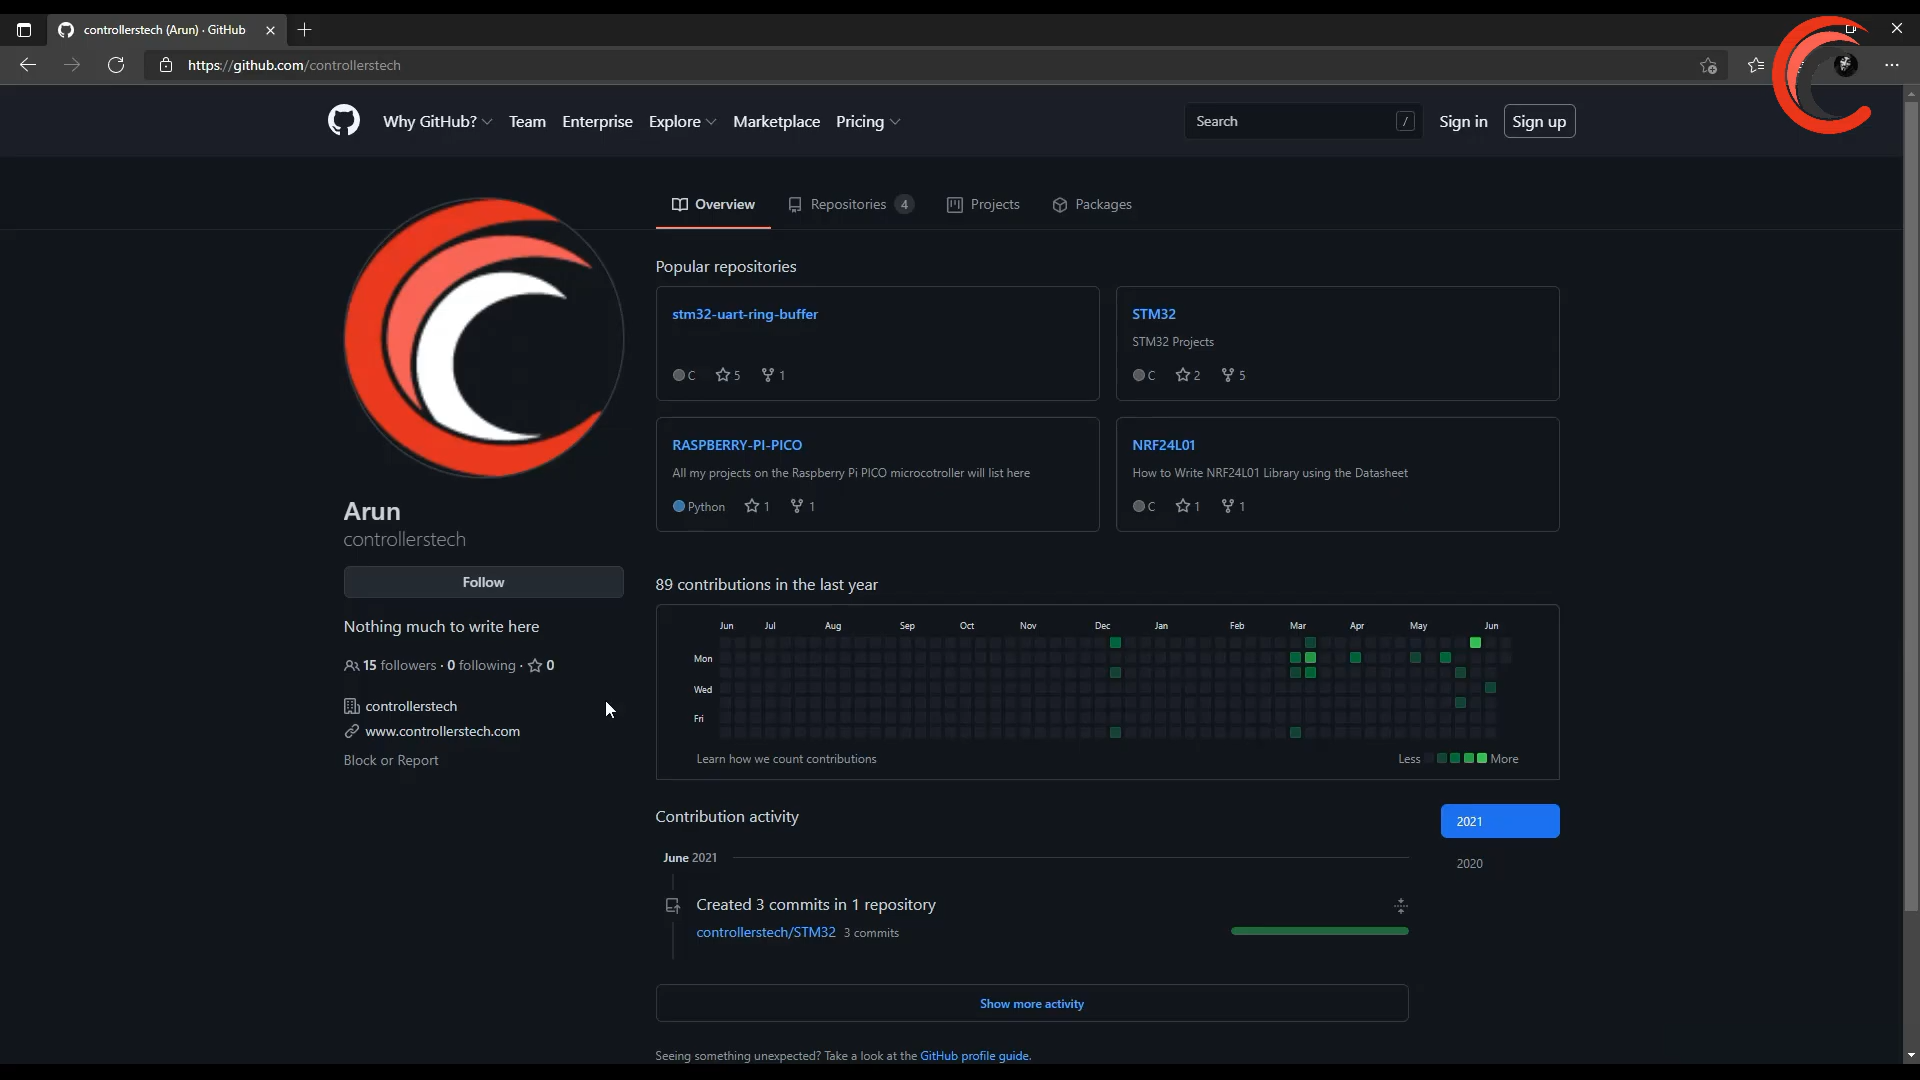 controllerstech (Arun) · GitHub
https://github.com/controllerstech
Why GitHub? Team Enterprise Explore Marketplace Pricing Search / Sign in Sign up
Overview Repositories 4 Projects Packages
Popular repositories
stm32-uart-ring-buffer
C 5 1
STM32
STM32 Projects
C 2 5
RASPBERRY-PI-PICO
All my projects on the Raspberry Pi PICO microcotroller will list here
Python 1 1
NRF24L01
How to Write NRF24L01 Library using the Datasheet
C 1 1
Arun
controllerstech
Follow
Nothing much to write here
15 followers · 0 following · 0
controllerstech
www.controllerstech.com
Block or Report
89 contributions in the last year
Jun Jul Aug Sep Oct Nov Dec Jan Feb Mar Apr May Jun
Mon
Wed
Fri
Learn how we count contributions
Less More
Contribution activity
2021
2020
June 2021
Created 3 commits in 1 repository
controllerstech/STM32 3 commits
Show more activity
Seeing something unexpected? Take a look at the GitHub profile guide.